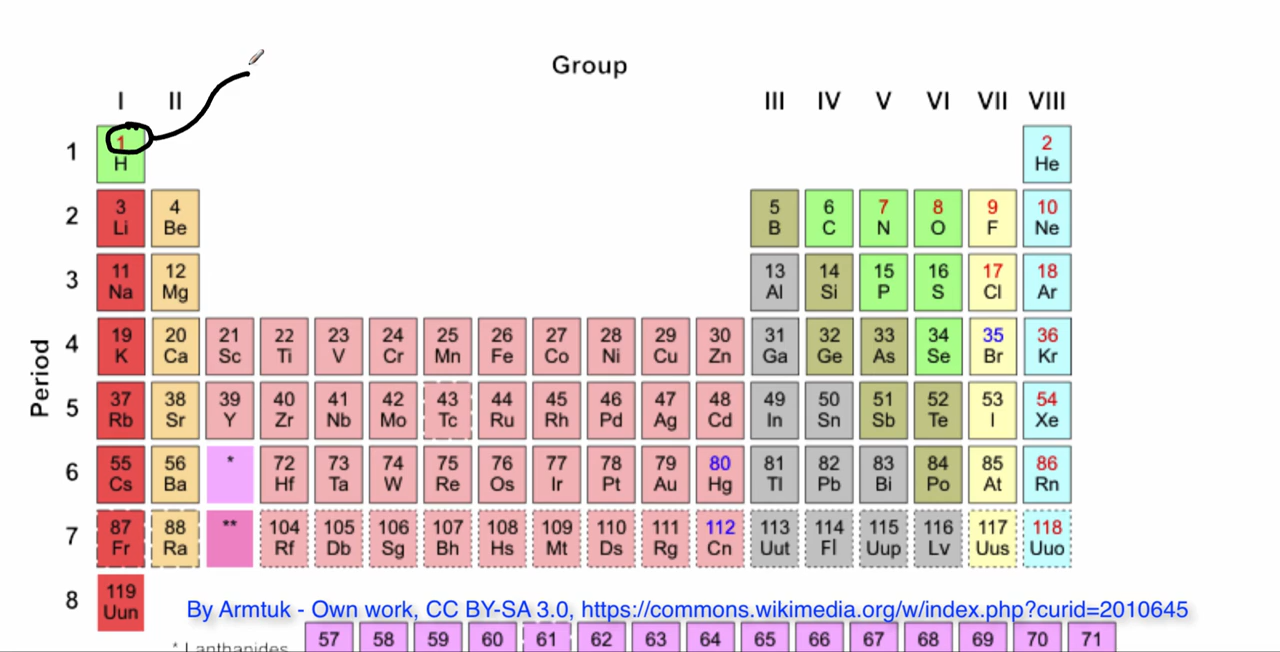 Group
I II III IV V VI VII VIII
Period
1 1 H 2 He
2 3 Li 4 Be 5 B 6 C 7 N 8 O 9 F 10 Ne
3 11 Na 12 Mg 13 Al 14 Si 15 P 16 S 17 Cl 18 Ar
4 19 K 20 Ca 21 Sc 22 Ti 23 V 24 Cr 25 Mn 26 Fe 27 Co 28 Ni 29 Cu 30 Zn 31 Ga 32 Ge 33 As 34 Se 35 Br 36 Kr
5 37 Rb 38 Sr 39 Y 40 Zr 41 Nb 42 Mo 43 Tc 44 Ru 45 Rh 46 Pd 47 Ag 48 Cd 49 In 50 Sn 51 Sb 52 Te 53 I 54 Xe
6 55 Cs 56 Ba * 72 Hf 73 Ta 74 W 75 Re 76 Os 77 Ir 78 Pt 79 Au 80 Hg 81 Tl 82 Pb 83 Bi 84 Po 85 At 86 Rn
7 87 Fr 88 Ra ** 104 Rf 105 Db 106 Sg 107 Bh 108 Hs 109 Mt 110 Ds 111 Rg 112 Cn 113 Uut 114 Fl 115 Uup 116 Lv 117 Uus 118 Uuo
8 119 Uun
By Armtuk - Own work, CC BY-SA 3.0, https://commons.wikimedia.org/w/index.php?curid=2010645
* Lanthanides 57 58 59 60 61 62 63 64 65 66 67 68 69 70 71